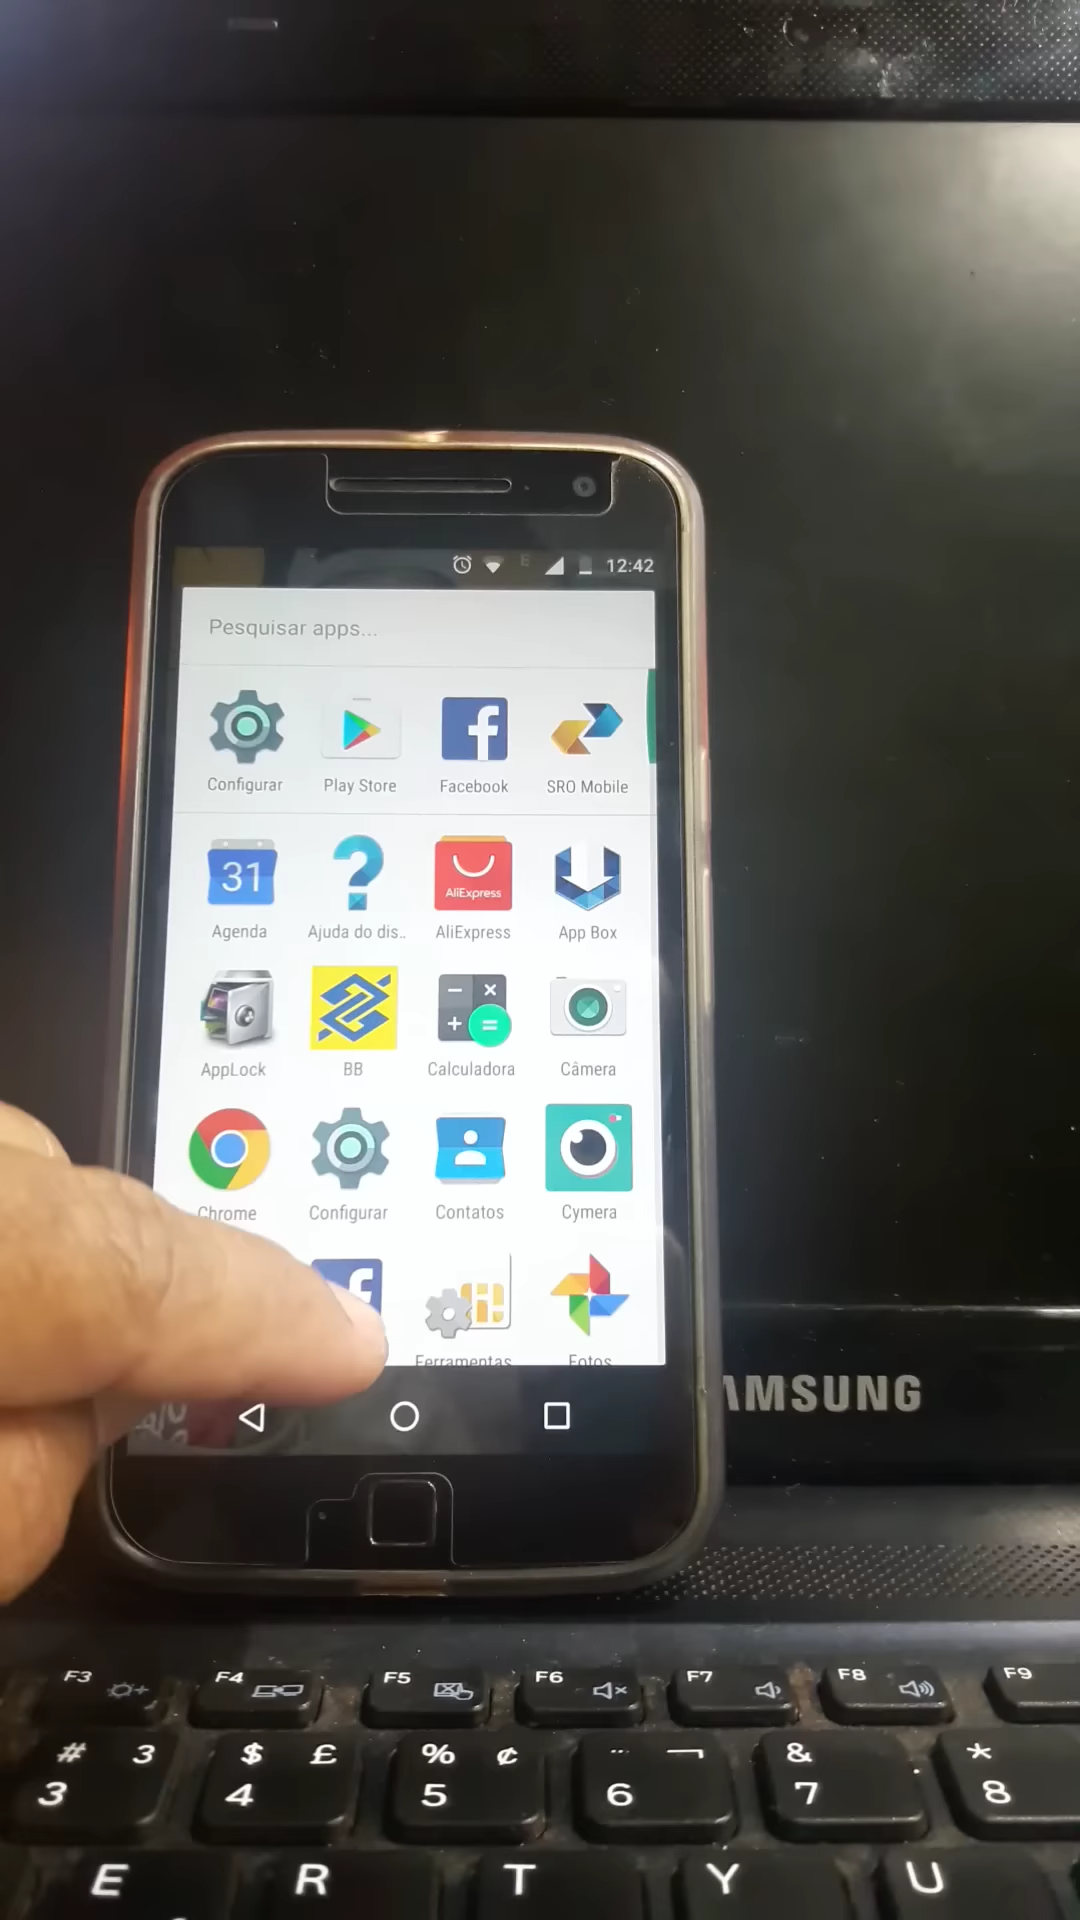 12:42
Pesquisar apps...
Configurar Play Store Facebook SRO Mobile
31
AliExpress
Agenda Ajuda do dis.. AliExpress App Box
AppLock BB Calculadora Câmera
Chrome Configurar Contatos Cymera
Ferramentas Fotos
AMSUNG
F3 F4 F5 F6 F7 F8 F9
# 3 $ £ % ¢ ¨ ¬ & *
3 4 5 6 7 8
E R T Y U